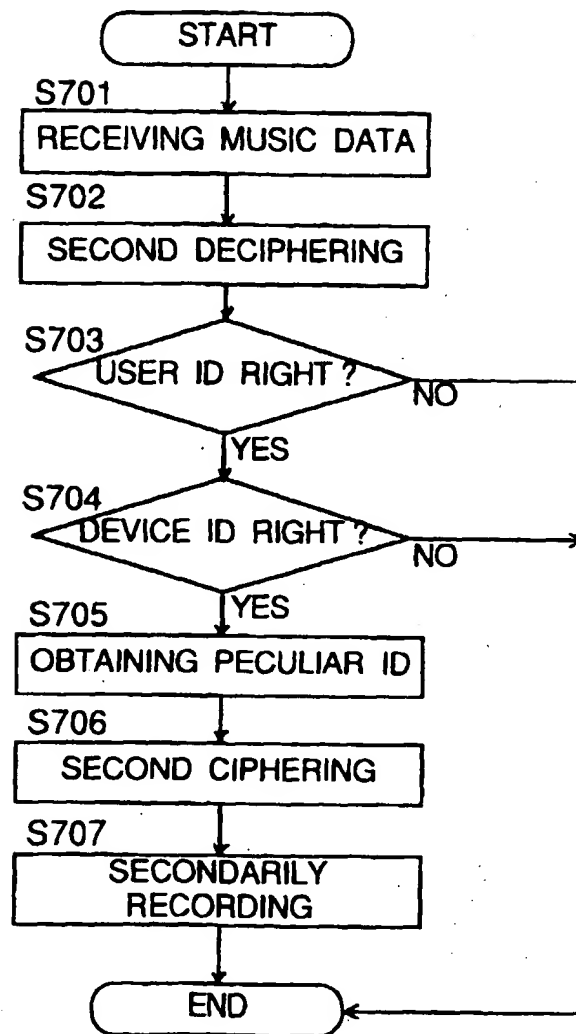 START
S701
RECEIVING MUSIC DATA
S702
SECOND DECIPHERING
S703
USER ID RIGHT?
NO
YES
S704
DEVICE ID RIGHT?
NO
YES
S705
OBTAINING PECULIAR ID
S706
SECOND CIPHERING
S707
SECONDARILY
RECORDING
END